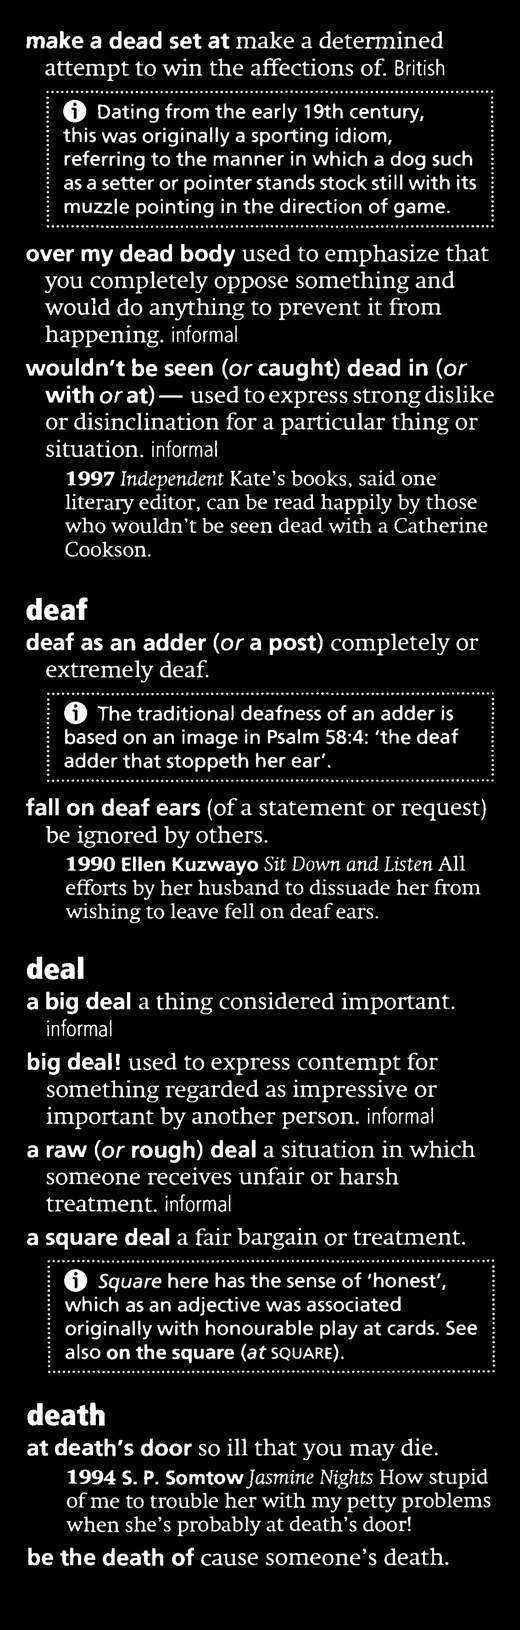 make a dead set at make a determined
attempt to win the affections of. British
i Dating from the early 19th century,
this was originally a sporting idiom,
referring to the manner in which a dog such
as a setter or pointer stands stock still with its
muzzle pointing in the direction of game.
over my dead body used to emphasize that
you completely oppose something and
would do anything to prevent it from
happening. informal
wouldn't be seen (or caught) dead in (or
with or at) — used to express strong dislike
or disinclination for a particular thing or
situation. informal
1997 Independent Kate's books, said one
literary editor, can be read happily by those
who wouldn't be seen dead with a Catherine
Cookson.
deaf
deaf as an adder (or a post) completely or
extremely deaf.
i The traditional deafness of an adder is
based on an image in Psalm 58:4: 'the deaf
adder that stoppeth her ear'.
fall on deaf ears (of a statement or request)
be ignored by others.
1990 Ellen Kuzwayo Sit Down and Listen All
efforts by her husband to dissuade her from
wishing to leave fell on deaf ears.
deal
a big deal a thing considered important.
informal
big deal! used to express contempt for
something regarded as impressive or
important by another person. informal
a raw (or rough) deal a situation in which
someone receives unfair or harsh
treatment. informal
a square deal a fair bargain or treatment.
i Square here has the sense of 'honest',
which as an adjective was associated
originally with honourable play at cards. See
also on the square (at SQUARE).
death
at death's door so ill that you may die.
1994 S. P. Somtow Jasmine Nights How stupid
of me to trouble her with my petty problems
when she's probably at death's door!
be the death of cause someone's death.